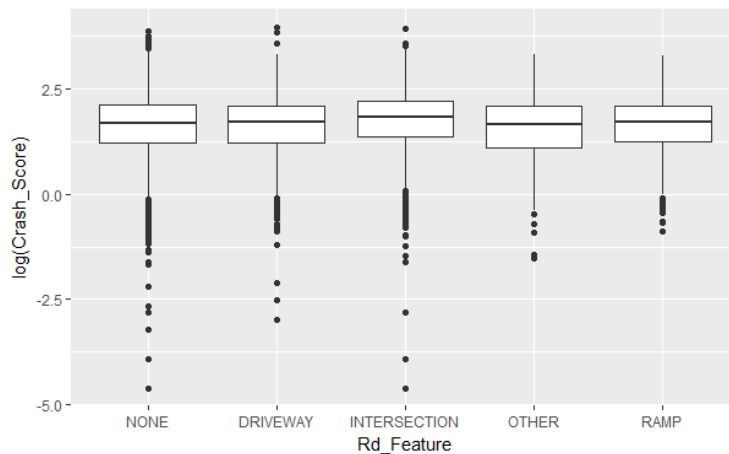 log(Crash_Score)
2.5
0.0
-2.5
-5.0
NONE DRIVEWAY INTERSECTION OTHER RAMP
Rd_Feature